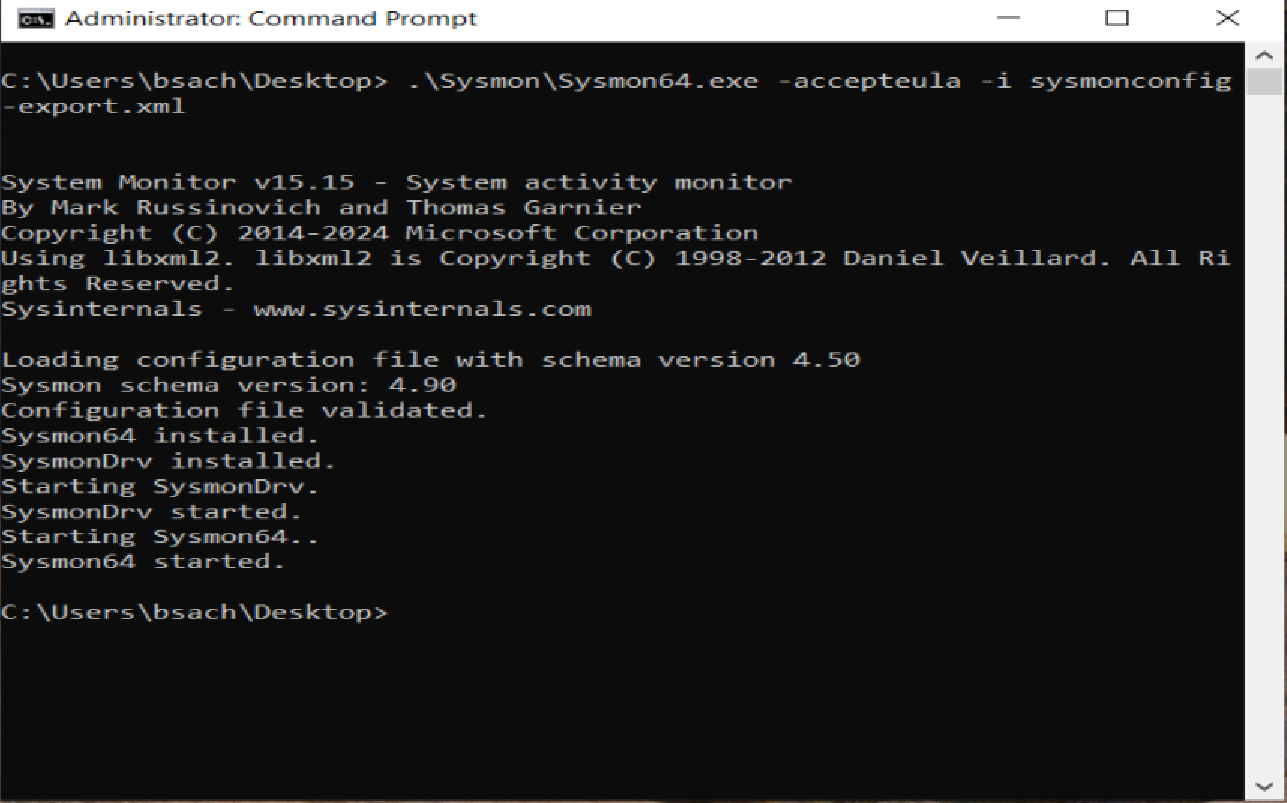 Administrator: Command Prompt
C:\Users\bsach\Desktop> .\Sysmon\Sysmon64.exe -accepteula -i sysmonconfig
-export.xml
System Monitor v15.15 - System activity monitor
By Mark Russinovich and Thomas Garnier
Copyright (C) 2014-2024 Microsoft Corporation
Using libxml2. libxml2 is Copyright (C) 1998-2012 Daniel Veillard. All Ri
ghts Reserved.
Sysinternals - www.sysinternals.com
Loading configuration file with schema version 4.50
Sysmon schema version: 4.90
Configuration file validated.
Sysmon64 installed.
SysmonDrv installed.
Starting SysmonDrv.
SysmonDrv started.
Starting Sysmon64..
Sysmon64 started.
C:\Users\bsach\Desktop>